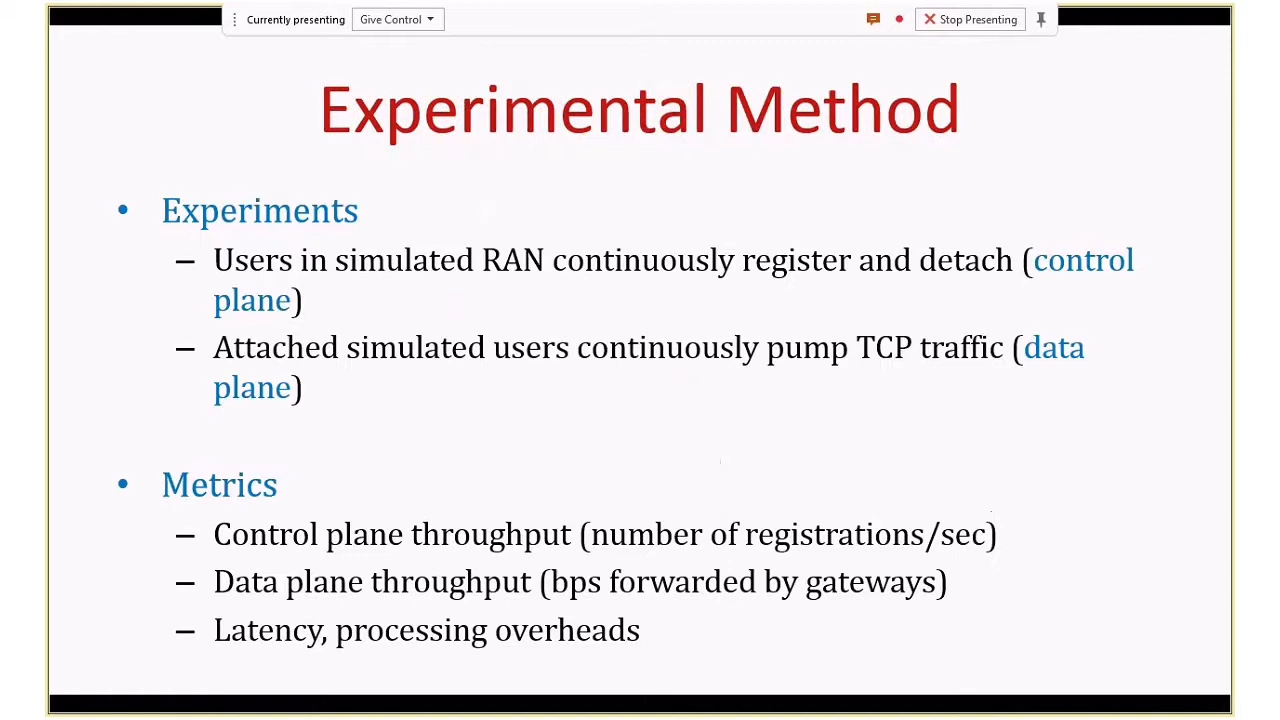 Currently presenting Give Control Stop Presenting
Experimental Method
• Experiments
– Users in simulated RAN continuously register and detach (control
plane)
– Attached simulated users continuously pump TCP traffic (data
plane)
• Metrics
– Control plane throughput (number of registrations/sec)
– Data plane throughput (bps forwarded by gateways)
– Latency, processing overheads